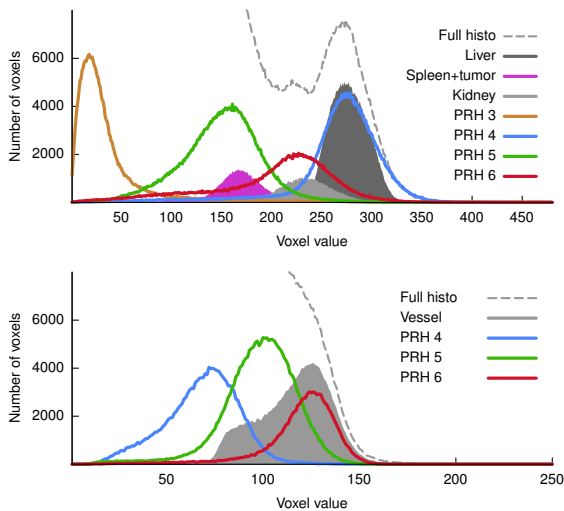 Number of voxels
6000
4000
2000
50 100 150 200 250 300 350 400 450
Voxel value
Full histo
Liver
Spleen+tumor
Kidney
PRH 3
PRH 4
PRH 5
PRH 6
Number of voxels
6000
4000
2000
50 100 150 200 250
Voxel value
Full histo
Vessel
PRH 4
PRH 5
PRH 6